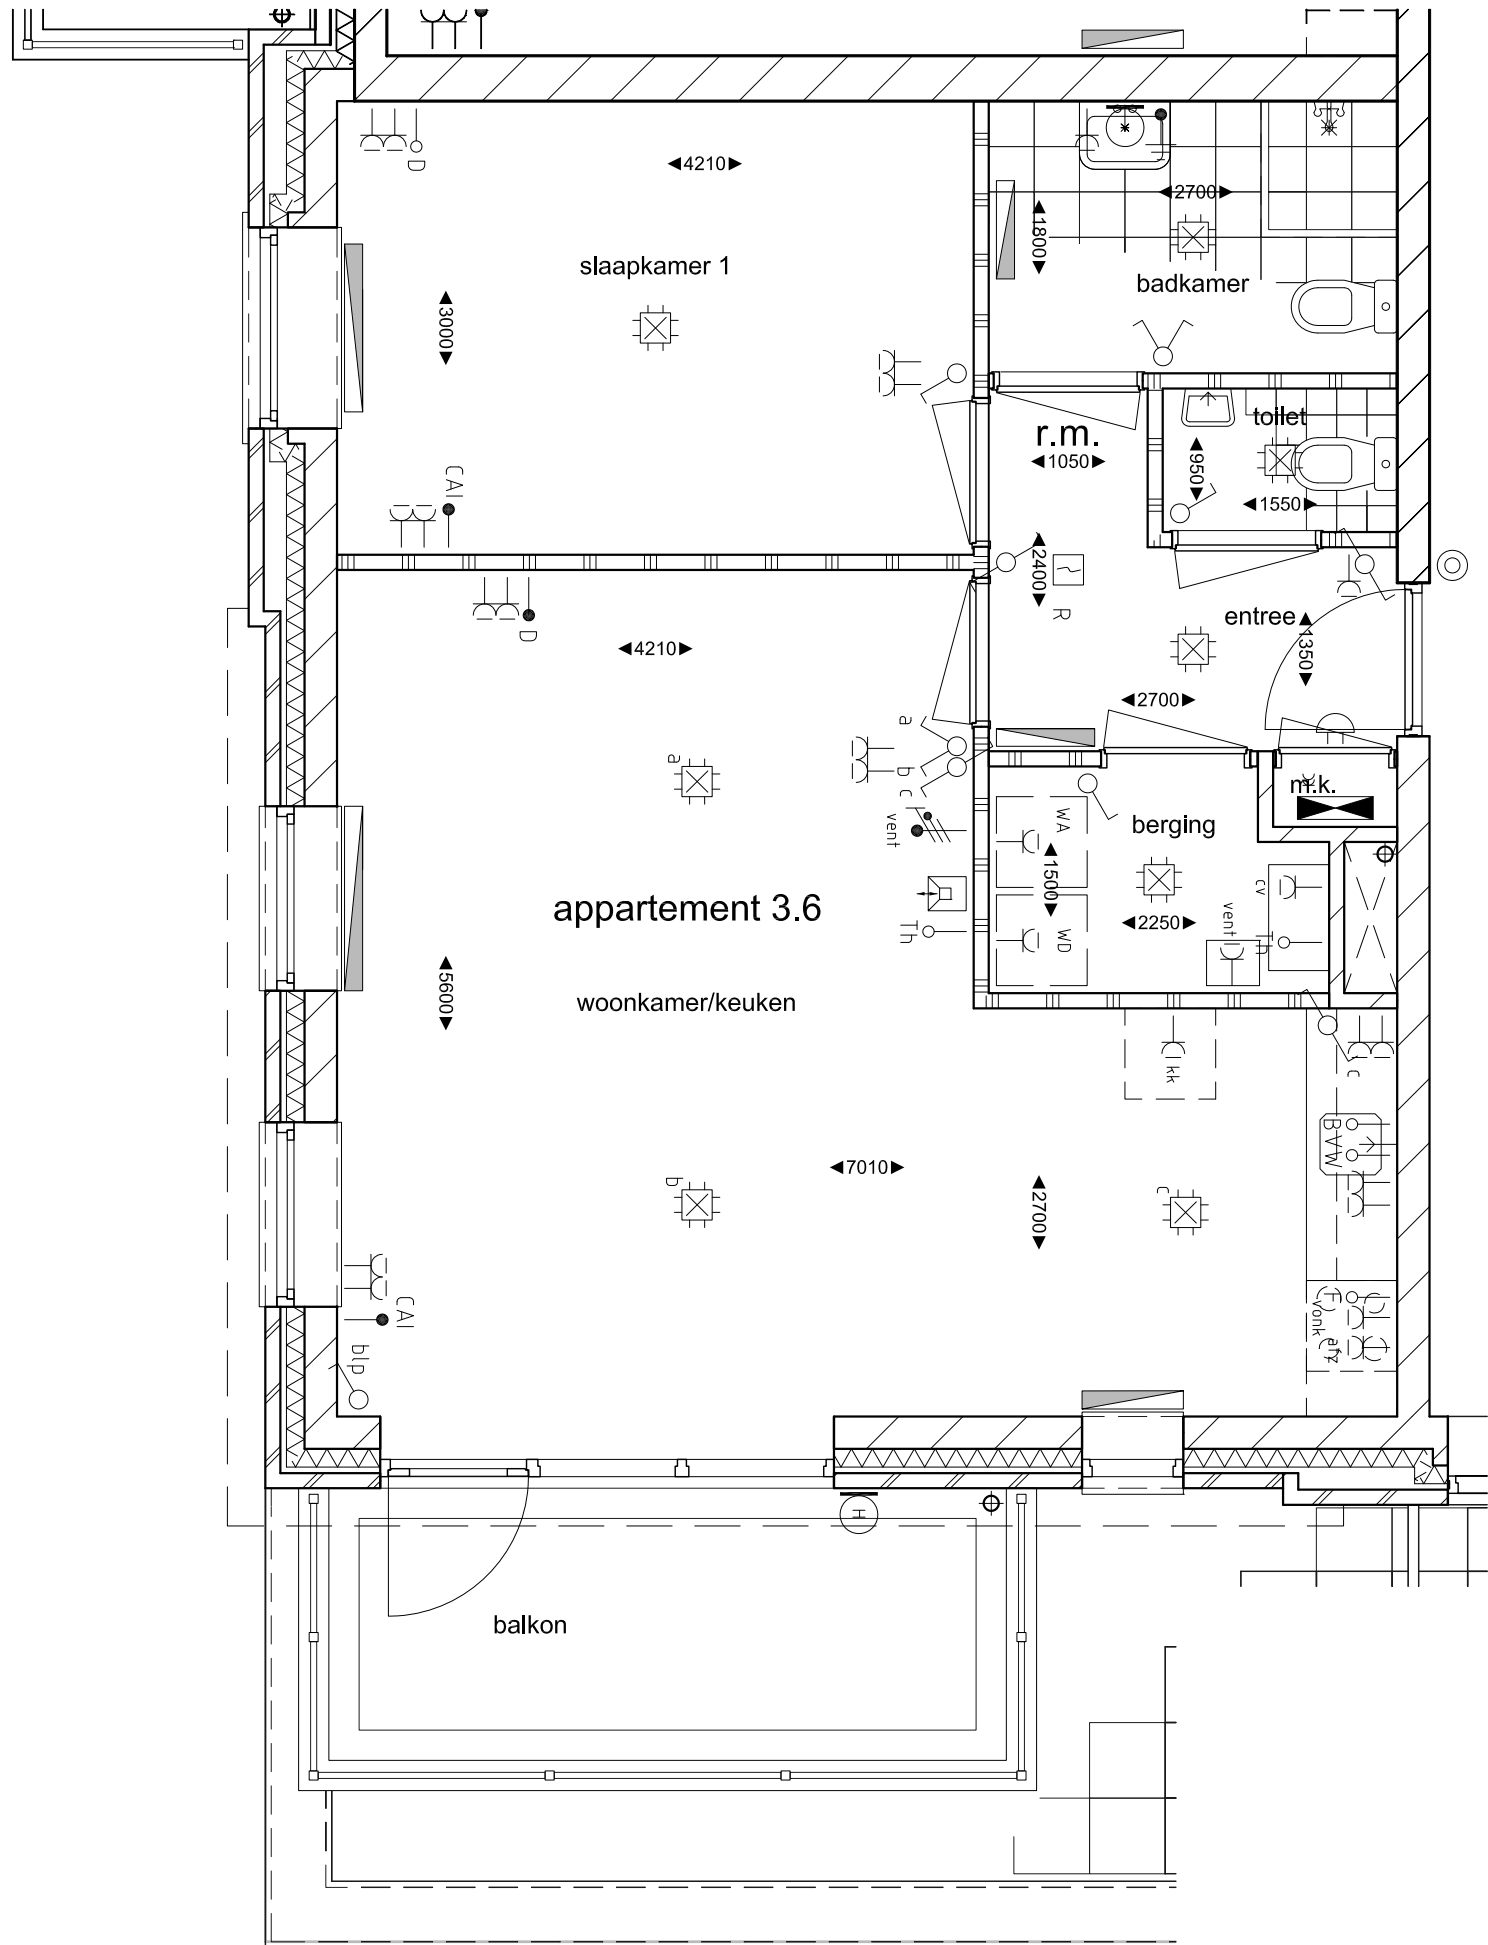 D
4210
2700
1800
slaapkamer 1
badkamer
3000
toilet
r.m.
1050
950
CAI
1550
2400
R
D
entree
1350
4210
2700
a
a
b
c
vent
m.k.
WA
berging
1500
cv
appartement 3.6
vent
2250
Th
WD
Th
5600
woonkamer/keuken
kk
c
BVW
7010
b
c
2700
CAI
vonk
afz
blp
H
balkon